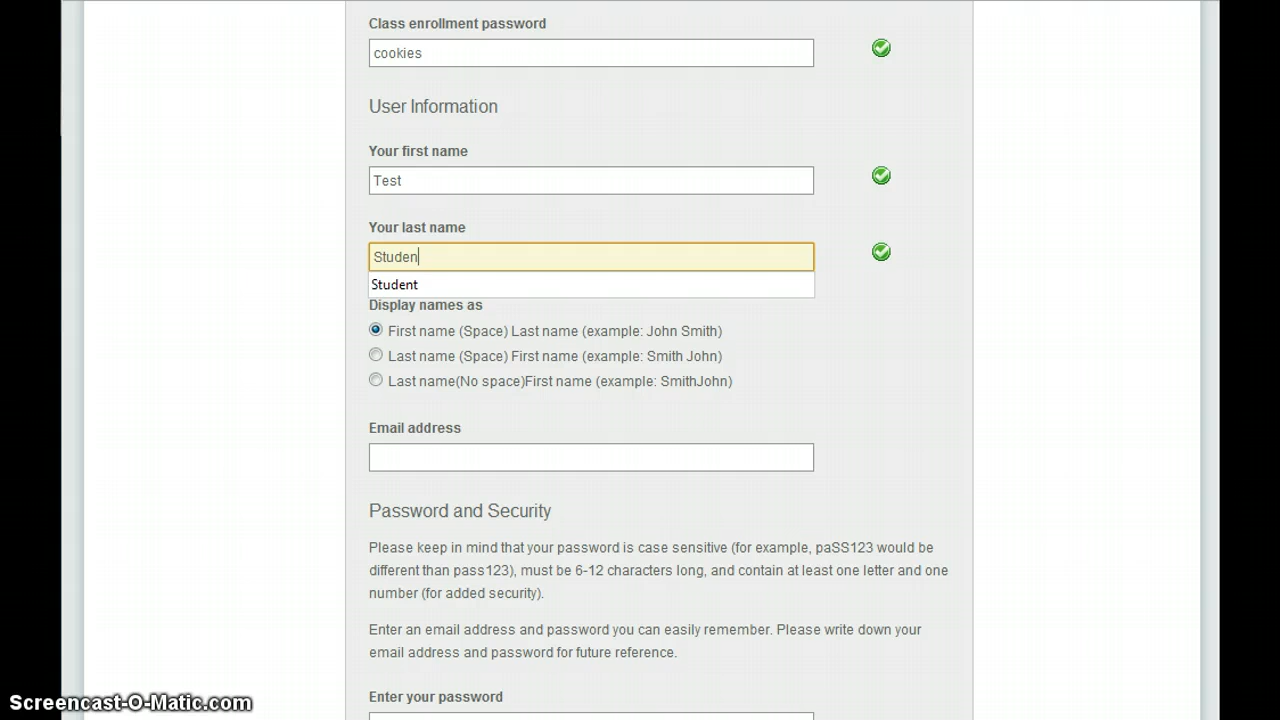 Class enrollment password
cookies
User Information
Your first name
Test
Your last name
Studen
Student
Display names as
First name (Space) Last name (example: John Smith)
Last name (Space) First name (example: Smith John)
Last name(No space)First name (example: SmithJohn)
Email address
Password and Security
Please keep in mind that your password is case sensitive (for example, paSS123 would be
different than pass123), must be 6-12 characters long, and contain at least one letter and one
number (for added security).
Enter an email address and password you can easily remember. Please write down your
email address and password for future reference.
Enter your password
Screencast-O-Matic.com